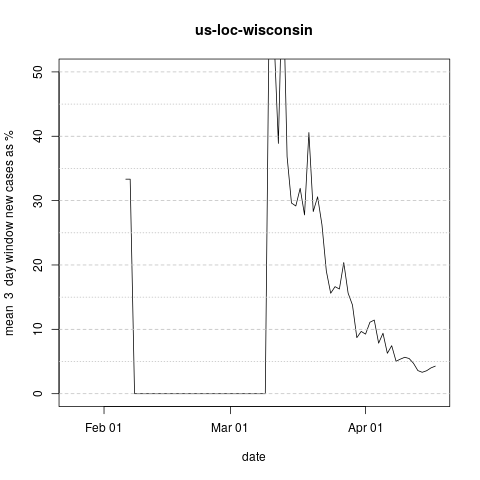 us-loc-wisconsin
mean 3 day window new cases as %
50
40
30
20
10
0
Feb 01
Mar 01
Apr 01
date